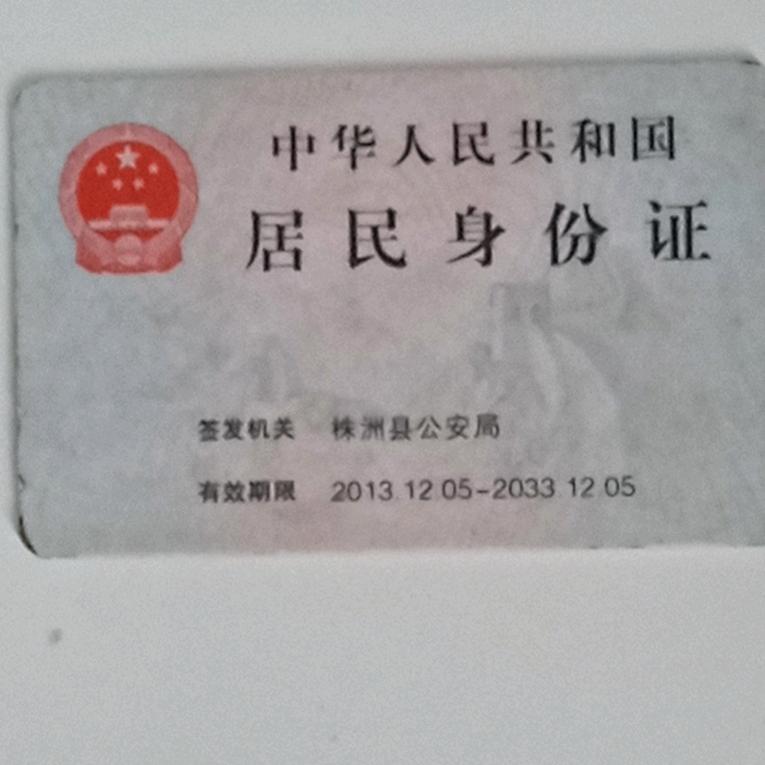 中华人民共和国
居民身份证
签发机关 株洲县公安局
有效期限 2013.12.05-2033.12.05